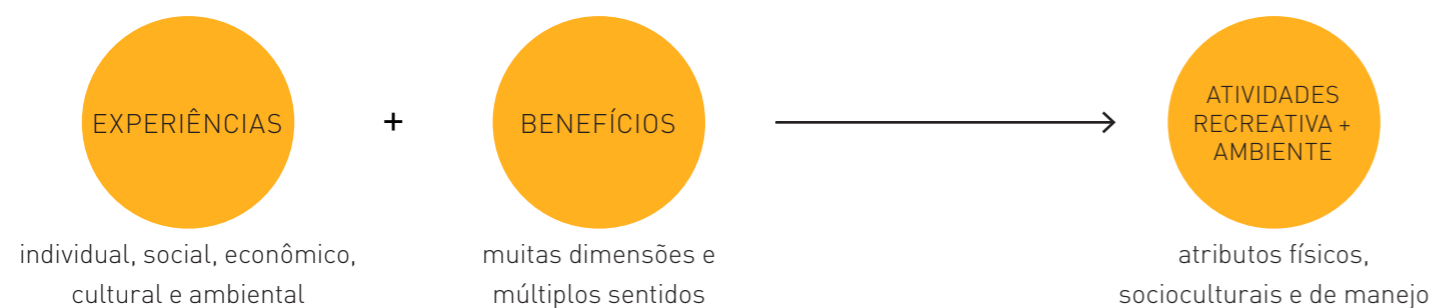 EXPERIÊNCIAS
+
BENEFÍCIOS
ATIVIDADES
RECREATIVA +
AMBIENTE
individual, social, econômico,
cultural e ambiental
muitas dimensões e
múltiplos sentidos
atributos físicos,
socioculturais e de manejo